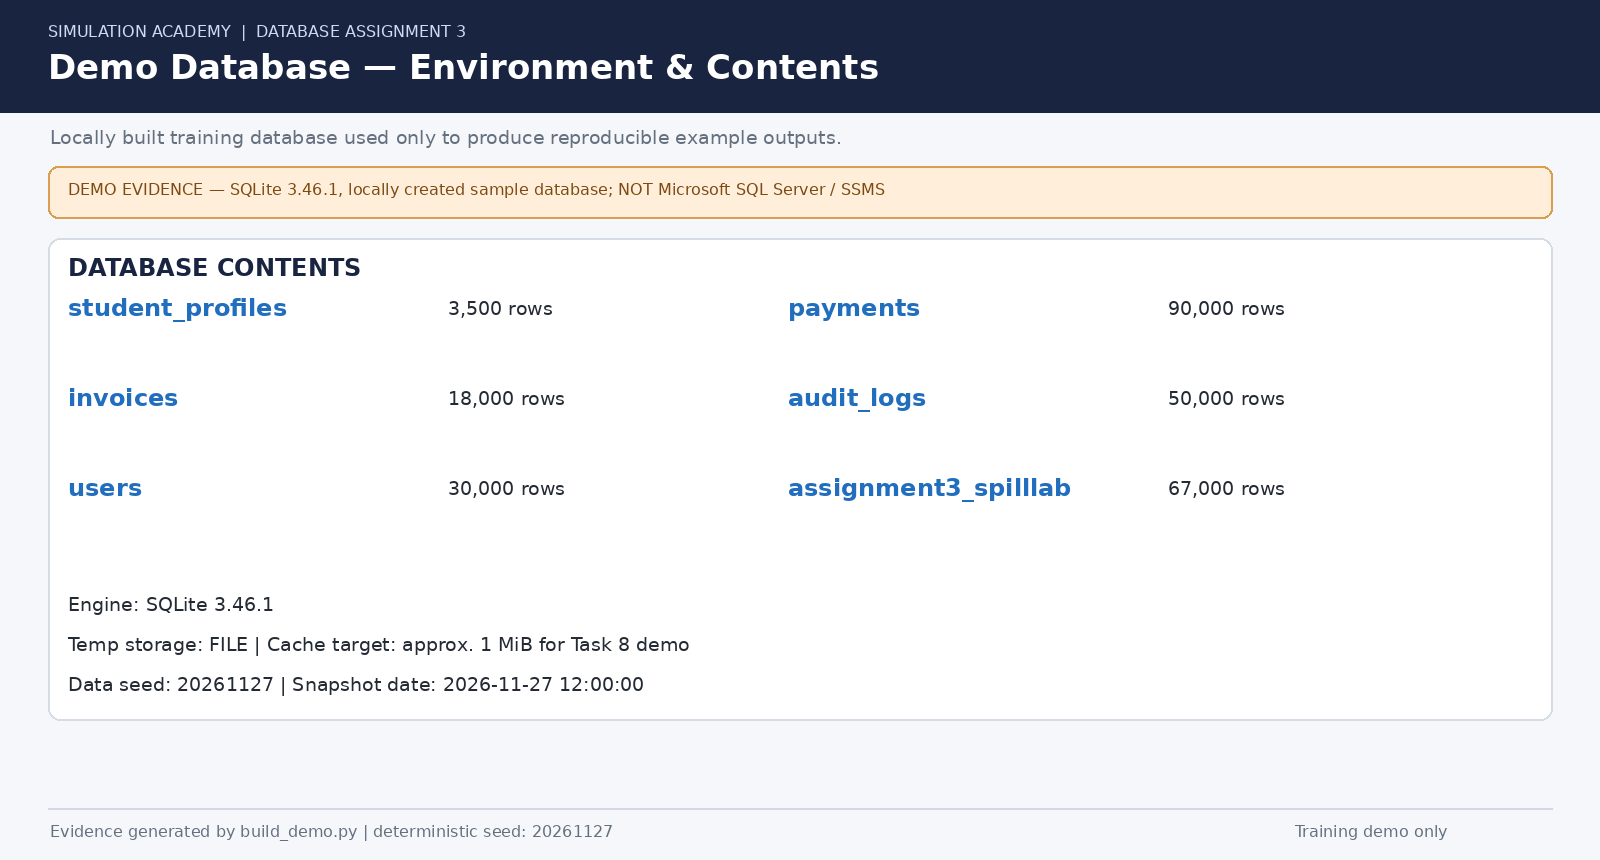 SIMULATION ACADEMY | DATABASE ASSIGNMENT 3
Demo Database — Environment & Contents
Locally built training database used only to produce reproducible example outputs.
DEMO EVIDENCE — SQLite 3.46.1, locally created sample database; NOT Microsoft SQL Server / SSMS
DATABASE CONTENTS
student_profiles 3,500 rows payments 90,000 rows
invoices 18,000 rows audit_logs 50,000 rows
users 30,000 rows assignment3_spilllab 67,000 rows
Engine: SQLite 3.46.1
Temp storage: FILE | Cache target: approx. 1 MiB for Task 8 demo
Data seed: 20261127 | Snapshot date: 2026-11-27 12:00:00
Evidence generated by build_demo.py | deterministic seed: 20261127 Training demo only